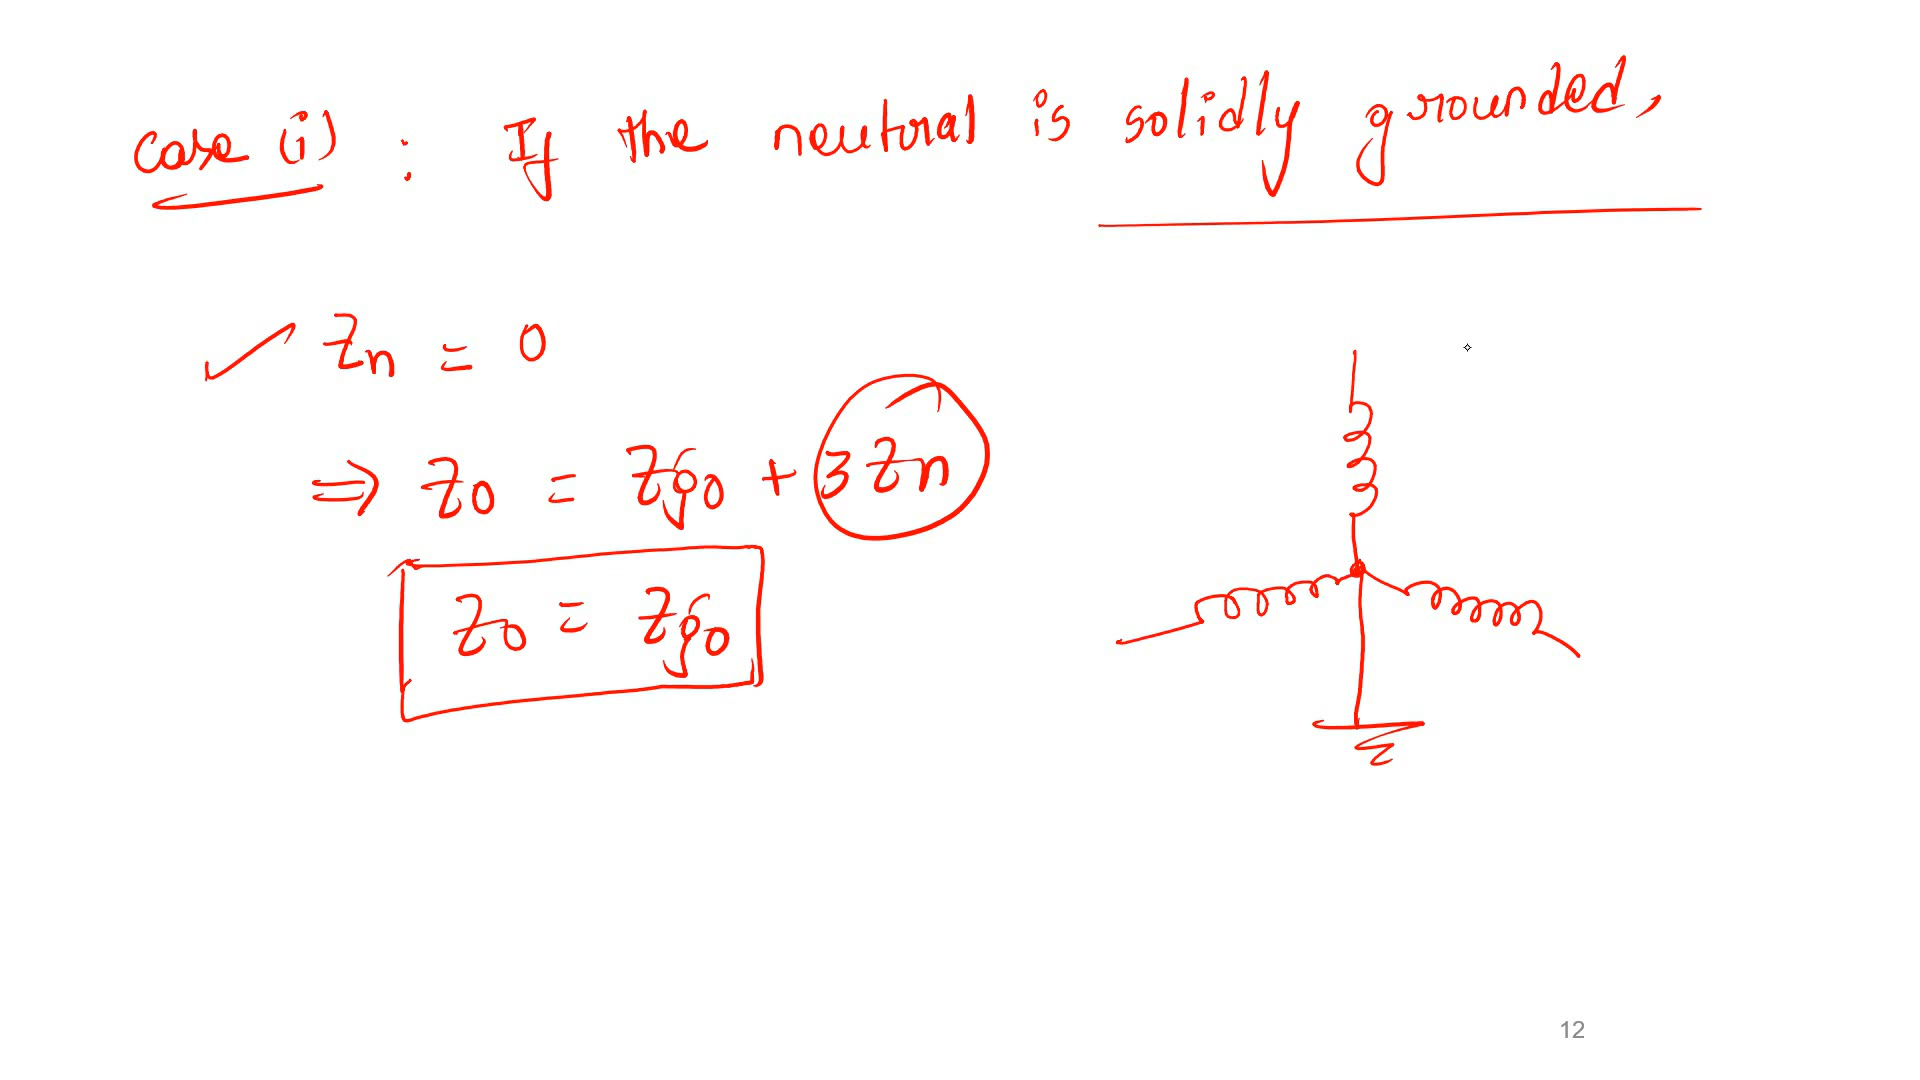 Case (i) : If the neutral is solidly grounded,
Zn = 0
⇒ Z0 = Zg0 + 3Zn
Z0 = Zg0
12